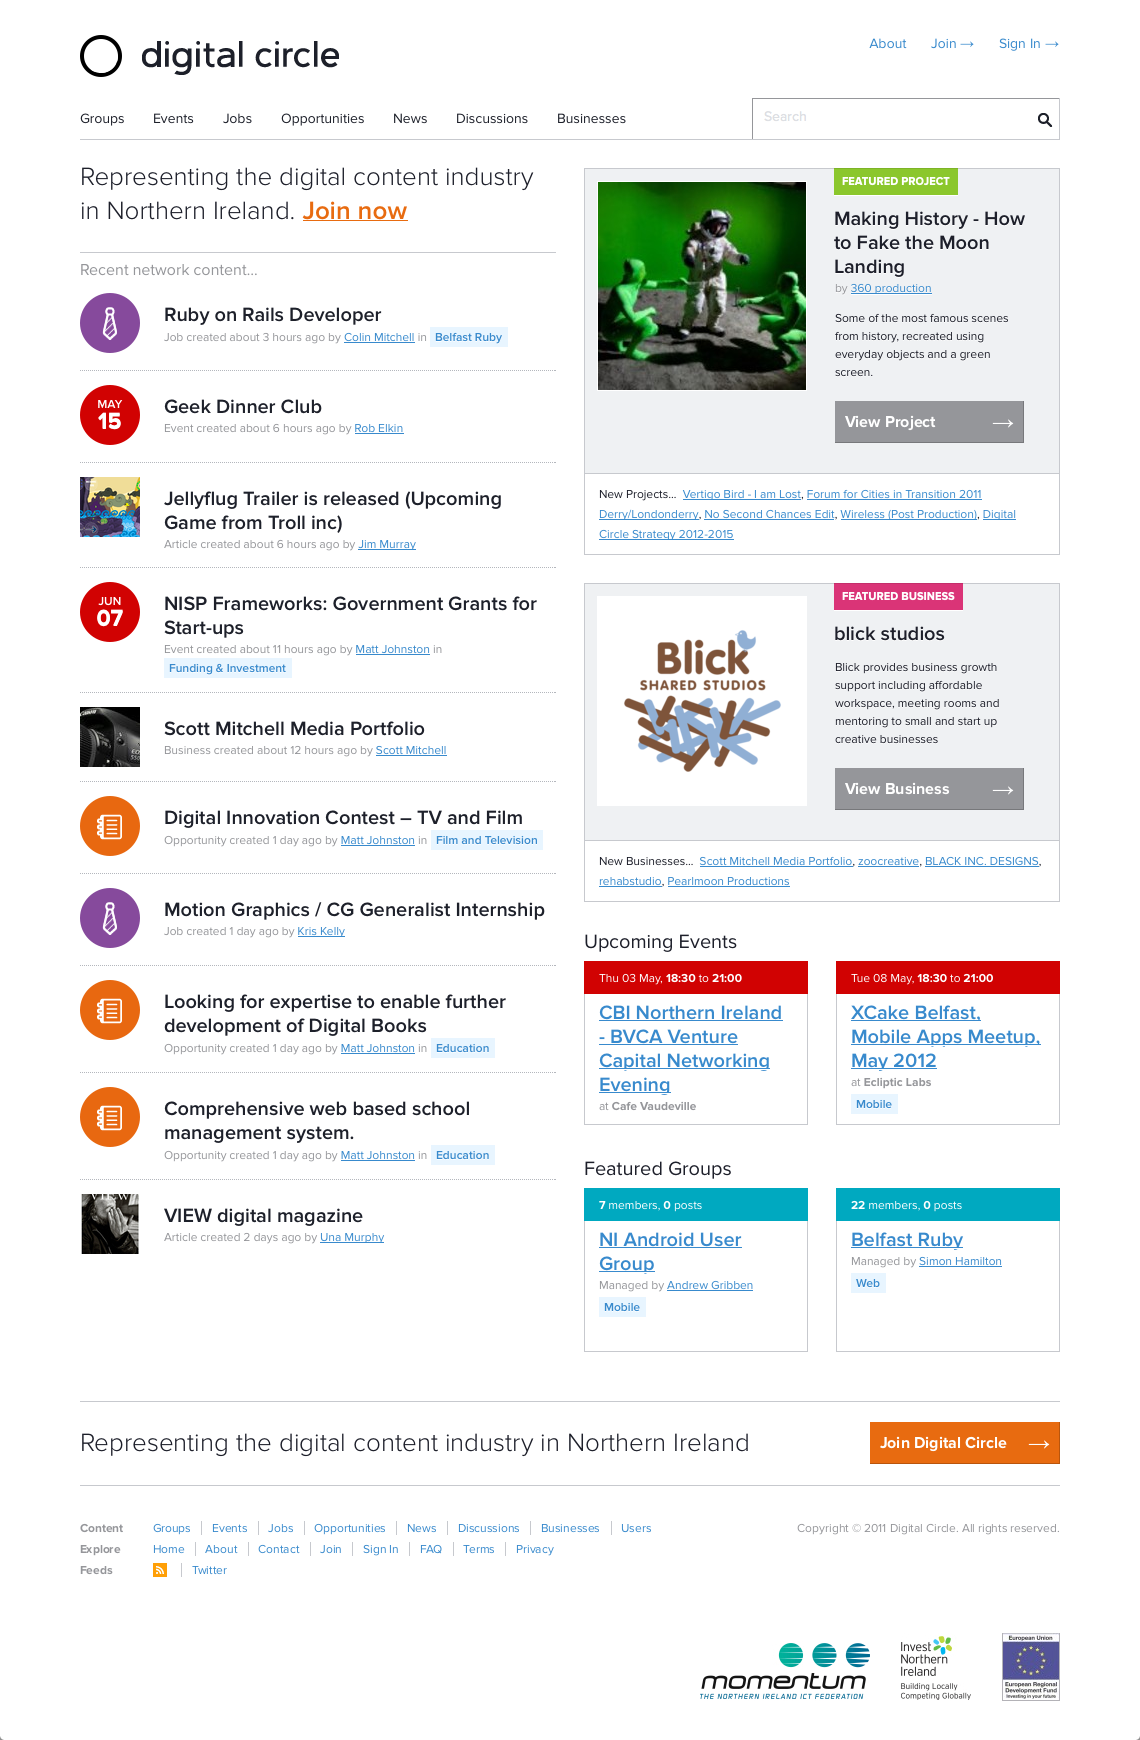 digital circle
About Join → Sign In →
Groups Events Jobs Opportunities News Discussions Businesses
Search
Representing the digital content industry
in Northern Ireland. Join now
Recent network content...
Ruby on Rails Developer
Job created about 3 hours ago by Colin Mitchell in Belfast Ruby
MAY
15
Geek Dinner Club
Event created about 6 hours ago by Rob Elkin
Jellyflug Trailer is released (Upcoming
Game from Troll inc)
Article created about 6 hours ago by Jim Murray
JUN
07
NISP Frameworks: Government Grants for
Start-ups
Event created about 11 hours ago by Matt Johnston in
Funding & Investment
Scott Mitchell Media Portfolio
Business created about 12 hours ago by Scott Mitchell
Digital Innovation Contest – TV and Film
Opportunity created 1 day ago by Matt Johnston in Film and Television
Motion Graphics / CG Generalist Internship
Job created 1 day ago by Kris Kelly
Looking for expertise to enable further
development of Digital Books
Opportunity created 1 day ago by Matt Johnston in Education
Comprehensive web based school
management system.
Opportunity created 1 day ago by Matt Johnston in Education
VIEW
VIEW digital magazine
Article created 2 days ago by Una Murphy
FEATURED PROJECT
Making History - How
to Fake the Moon
Landing
by 360 production
Some of the most famous scenes
from history, recreated using
everyday objects and a green
screen.
View Project →
New Projects... Vertigo Bird - I am Lost, Forum for Cities in Transition 2011
Derry/Londonderry, No Second Chances Edit, Wireless (Post Production), Digital
Circle Strategy 2012-2015
FEATURED BUSINESS
Blick
SHARED STUDIOS
blick studios
Blick provides business growth
support including affordable
workspace, meeting rooms and
mentoring to small and start up
creative businesses
View Business →
New Businesses... Scott Mitchell Media Portfolio, zoocreative, BLACK INC. DESIGNS,
rehabstudio, Pearlmoon Productions
Upcoming Events
Thu 03 May, 18:30 to 21:00
CBI Northern Ireland
- BVCA Venture
Capital Networking
Evening
at Cafe Vaudeville
Tue 08 May, 18:30 to 21:00
XCake Belfast,
Mobile Apps Meetup,
May 2012
at Ecliptic Labs
Mobile
Featured Groups
7 members, 0 posts
NI Android User
Group
Managed by Andrew Gribben
Mobile
22 members, 0 posts
Belfast Ruby
Managed by Simon Hamilton
Web
Representing the digital content industry in Northern Ireland
Join Digital Circle →
Content Groups Events Jobs Opportunities News Discussions Businesses Users
Explore Home About Contact Join Sign In FAQ Terms Privacy
Feeds Twitter
Copyright © 2011 Digital Circle. All rights reserved.
momentum
THE NORTHERN IRELAND ICT FEDERATION
Invest
Northern
Ireland
Building Locally
Competing Globally
European Union
European Regional
Development Fund
Investing in your future